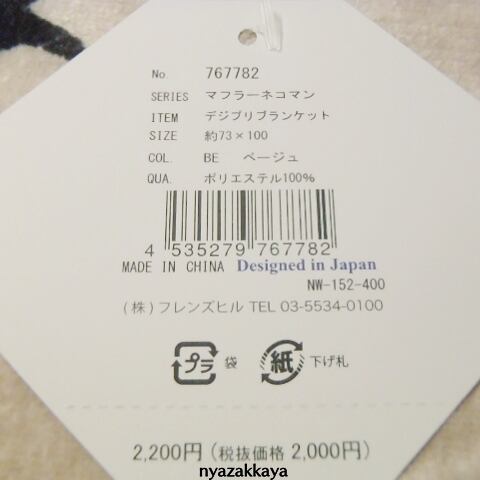 No. 767782
SERIES マフラーネコマン
ITEM デジプリブランケット
SIZE 約73×100
COL. BE ベージュ
QUA. ポリエステル100%
4 535279 767782
MADE IN CHINA Designed in Japan
NW-152-400
(株)フレンズヒル TEL 03-5534-0100
プラ 袋 紙 下げ札
2,200円(税抜価格 2,000円)
nyazakkaya